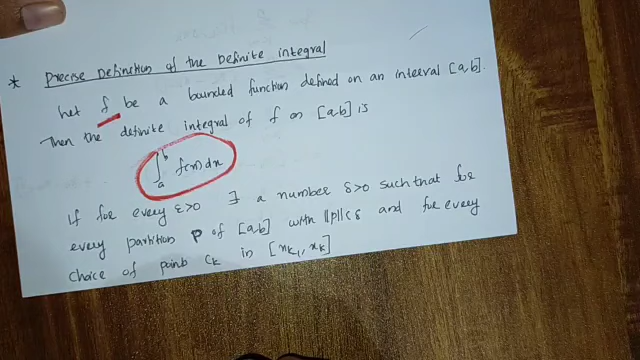 * Precise Definition of the Definite integral
Let f be a bounded function defined on an interval [a,b].
Then the definite integral of f on [a,b] is
∫ₐᵇ f(x) dx
if for every ε>0 ∃ a number δ>0 such that for
every partition P of [a,b] with ||p||<δ and for every
choice of points Cₖ in [xₖ₋₁, xₖ]